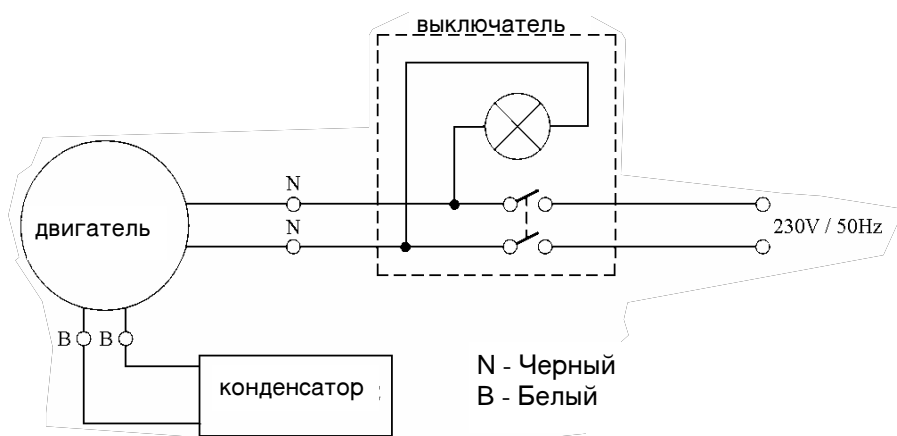 выключатель
N
N
двигатель
230V / 50Hz
B
B
конденсатор
N - Черный
B - Белый